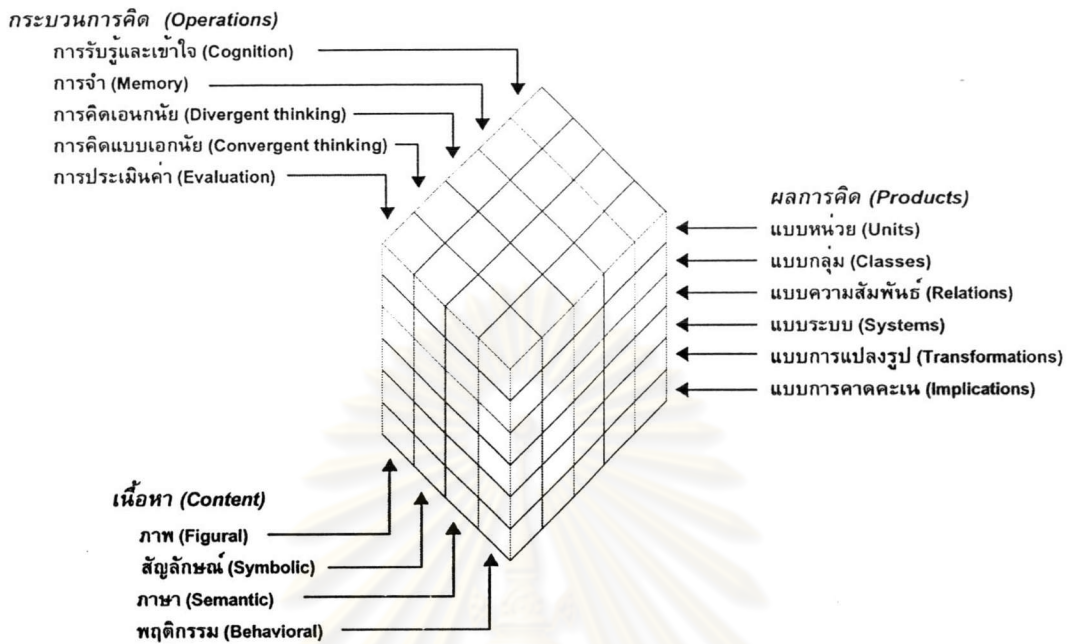 กระบวนการคิด (Operations)
การรับรู้และเข้าใจ (Cognition)
การจำ (Memory)
การคิดเอนกนัย (Divergent thinking)
การคิดแบบเอกนัย (Convergent thinking)
การประเมินค่า (Evaluation)
ผลการคิด (Products)
แบบหน่วย (Units)
แบบกลุ่ม (Classes)
แบบความสัมพันธ์ (Relations)
แบบระบบ (Systems)
แบบการแปลงรูป (Transformations)
แบบการคาดคะเน (Implications)
เนื้อหา (Content)
ภาพ (Figural)
สัญลักษณ์ (Symbolic)
ภาษา (Semantic)
พฤติกรรม (Behavioral)